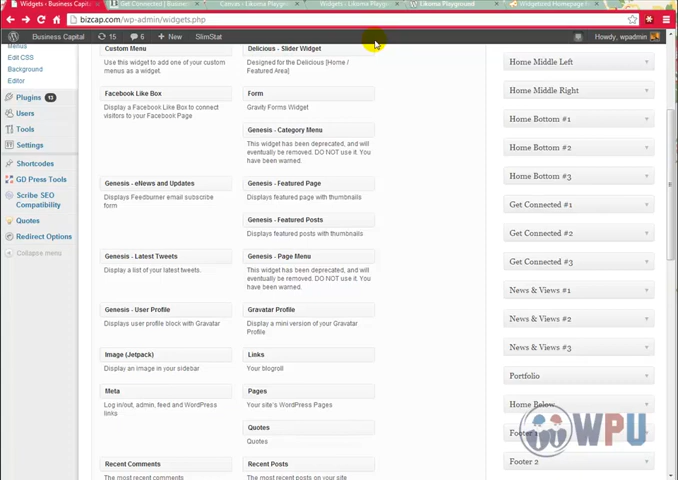 Widgets ‹ Business Capital
Get Connected | Business
Canvas ‹ Likoma Playground
Widgets ‹ Likoma Playground
Likoma Playground
Widgetized Homepage
bizcap.com/wp-admin/widgets.php
Business Capital
15
6
New
SlimStat
Howdy, wpadmin
Menus
Edit CSS
Background
Editor
Plugins 13
Users
Tools
Settings
Shortcodes
GD Press Tools
Scribe SEO
Compatibility
Quotes
Redirect Options
Collapse menu
Custom Menu
Use this widget to add one of your custom
menus as a widget.
Delicious - Slider Widget
Designed for the Delicious [Home /
Featured Area]
Facebook Like Box
Display a Facebook Like Box to connect
visitors to your Facebook Page
Form
Gravity Forms Widget
Genesis - Category Menu
This widget has been deprecated, and will
eventually be removed. DO NOT use it. You
have been warned.
Genesis - eNews and Updates
Displays Feedburner email subscribe
form
Genesis - Featured Page
Displays featured page with thumbnails
Genesis - Featured Posts
Displays featured posts with thumbnails
Genesis - Latest Tweets
Display a list of your latest tweets.
Genesis - Page Menu
This widget has been deprecated, and will
eventually be removed. DO NOT use it. You
have been warned.
Genesis - User Profile
Displays user profile block with Gravatar
Gravatar Profile
Display a mini version of your Gravatar
Profile
Image (Jetpack)
Display an image in your sidebar
Links
Your blogroll
Meta
Log in/out, admin, feed and WordPress
links
Pages
Your site's WordPress Pages
Quotes
Quotes
Recent Comments
The most recent comments
Recent Posts
The most recent posts on your site
Home Middle Left
Home Middle Right
Home Bottom #1
Home Bottom #2
Home Bottom #3
Get Connected #1
Get Connected #2
Get Connected #3
News & Views #1
News & Views #2
News & Views #3
Portfolio
Home Below
Footer 1
Footer 2
WPU